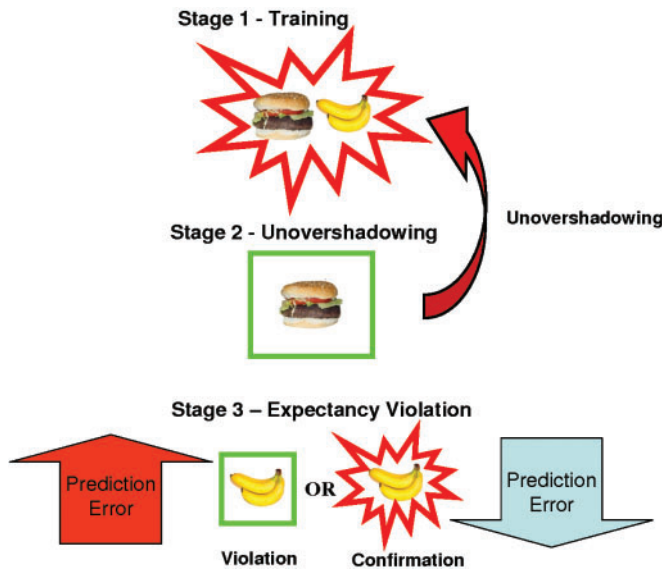 Stage 1 - Training
Unovershadowing
Stage 2 - Unovershadowing
Stage 3 – Expectancy Violation
Prediction
Error
OR
Prediction
Error
Violation
Confirmation